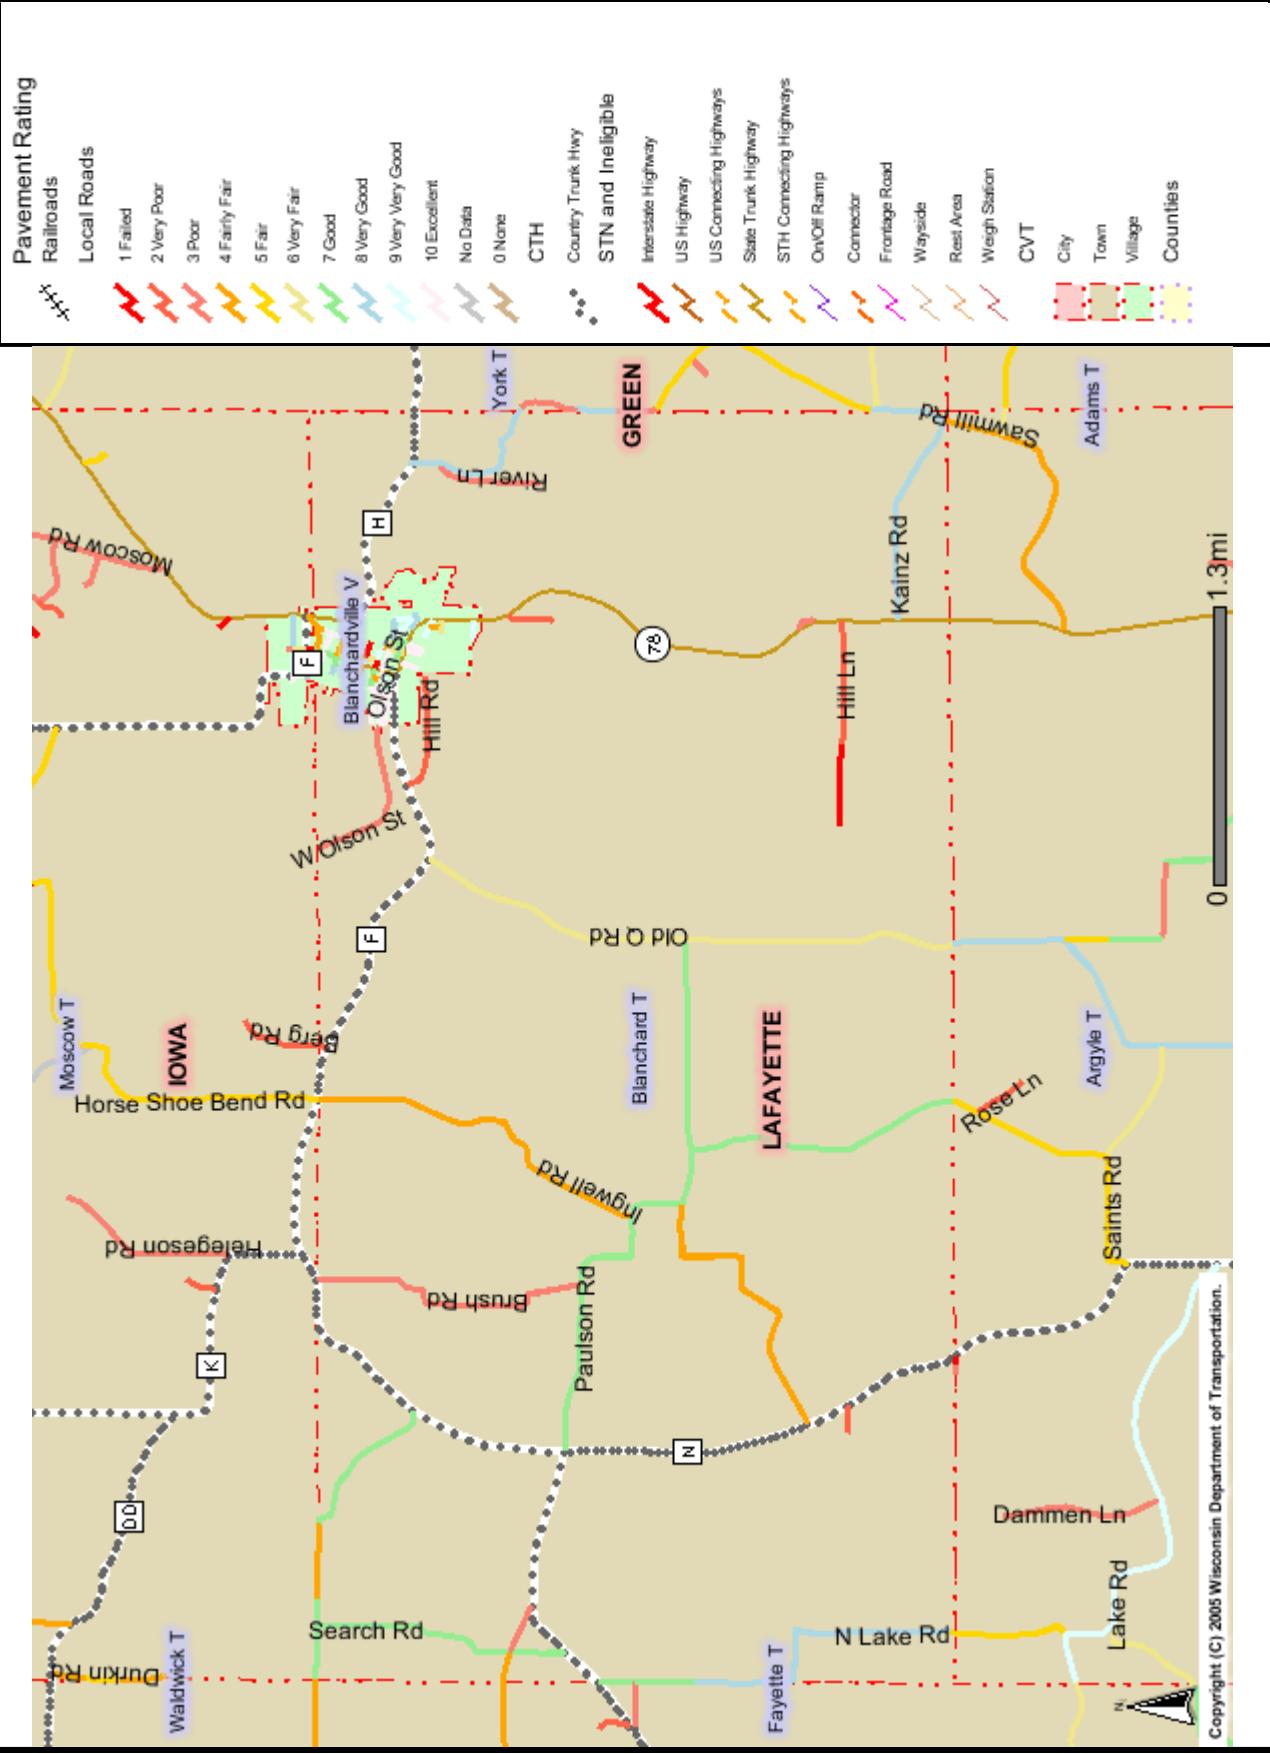 Pavement Rating
Railroads
Local Roads
1 Failed
2 Very Poor
3 Poor
4 Fairly Fair
5 Fair
6 Very Fair
7 Good
8 Very Good
9 Very Very Good
10 Excellent
No Data
0 None
CTH
Country Trunk Hwy
STN and Ineligible
Interstate Highway
US Highway
US Connecting Highways
State Trunk Highway
STH Connecting Highways
On/Off Ramp
Connector
Frontage Road
Wayside
Rest Area
Weigh Station
CVT
City
Town
Village
Counties
York T
GREEN
Adams T
Sawmill Rd
River Ln
H
Moscow Rd
Kainz Rd
1.3mi
Blanchardville V
F
Olson St
78
Hill Rd
Hill Ln
W Olson St
0
F
Old Q Rd
Moscow T
IOWA
Berg Rd
Blanchard T
LAFAYETTE
Argyle T
Horse Shoe Bend Rd
Rose Ln
Ingwell Rd
Saints Rd
Helegeson Rd
Brush Rd
Paulson Rd
K
N
DD
Dammen Ln
Search Rd
N Lake Rd
Lake Rd
Durkin Rd
Waldwick T
Fayette T
N
Copyright (C) 2005 Wisconsin Department of Transportation.